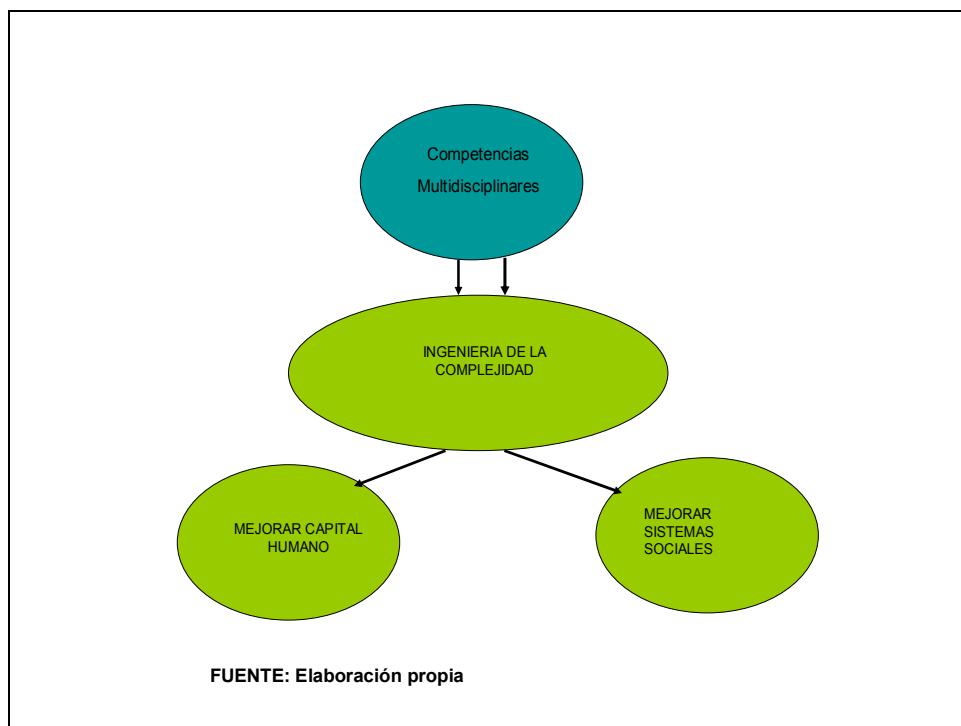 Competencias
Multidisciplinares
INGENIERIA DE LA
COMPLEJIDAD
MEJORAR CAPITAL
HUMANO
MEJORAR
SISTEMAS
SOCIALES
FUENTE: Elaboración propia